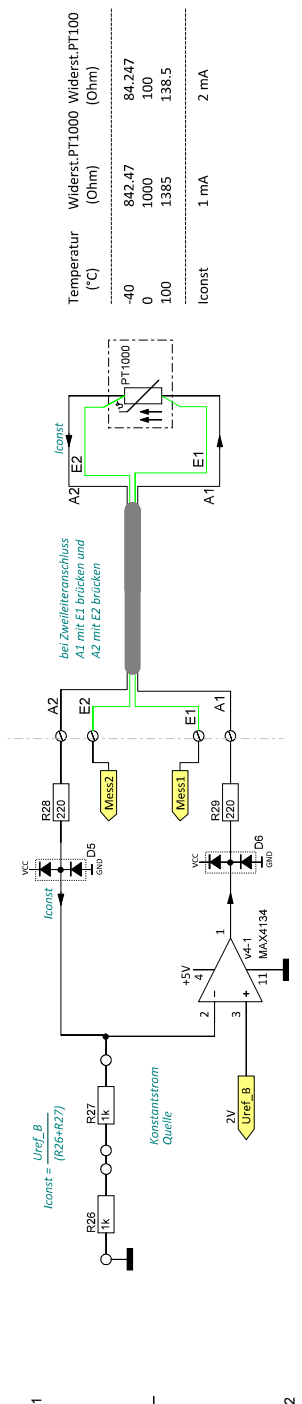 Uref_B
Iconst =
(R26+R27)
Iconst
VCC
D5
GND
R28
220
A2
E2
Mess2
bei Zweileiteranschluss
A1 mit E1 brücken und
A2 mit E2 brücken
A2
E2
Iconst
PT1000
ϑ
E1
A1
R26
1k
R27
1k
Konstantstrom
Quelle
2V
Uref_B
+5V
4
2
3
1
11
v4-1
MAX4134
VCC
D6
GND
R29
220
Mess1
E1
A1
Temperatur Widerst.PT1000 Widerst.PT100
(°C) (Ohm) (Ohm)
-40 842.47 84.247
0 1000 100
100 1385 138.5
Iconst 1 mA 2 mA
1
2